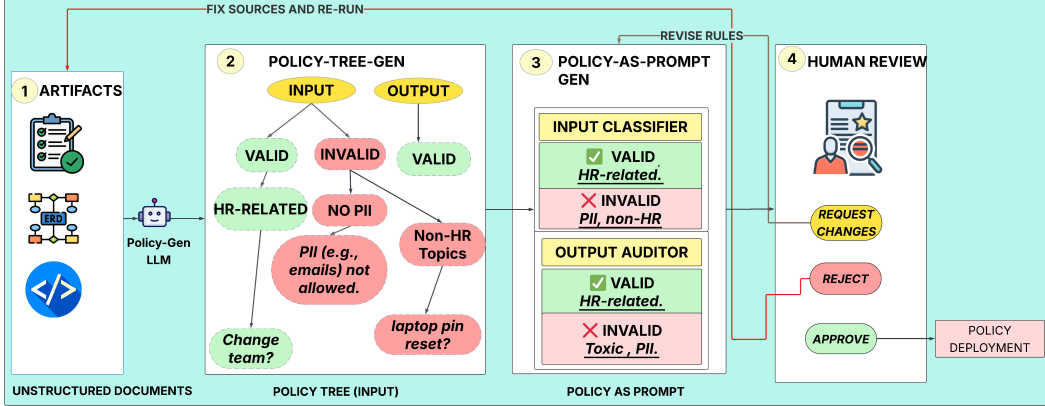 FIX SOURCES AND RE-RUN
REVISE RULES
1 ARTIFACTS
ERD
</>
UNSTRUCTURED DOCUMENTS
Policy-Gen
LLM
2 POLICY-TREE-GEN
INPUT
OUTPUT
VALID
INVALID
VALID
HR-RELATED
NO PII
PII (e.g.,
emails) not
allowed.
Non-HR
Topics
Change
team?
laptop pin
reset?
POLICY TREE (INPUT)
3 POLICY-AS-PROMPT
GEN
INPUT CLASSIFIER
✅ VALID
HR-related.
❌ INVALID
PII, non-HR
OUTPUT AUDITOR
✅ VALID
HR-related.
❌ INVALID
Toxic , PII.
POLICY AS PROMPT
4 HUMAN REVIEW
REQUEST
CHANGES
REJECT
APPROVE
POLICY
DEPLOYMENT